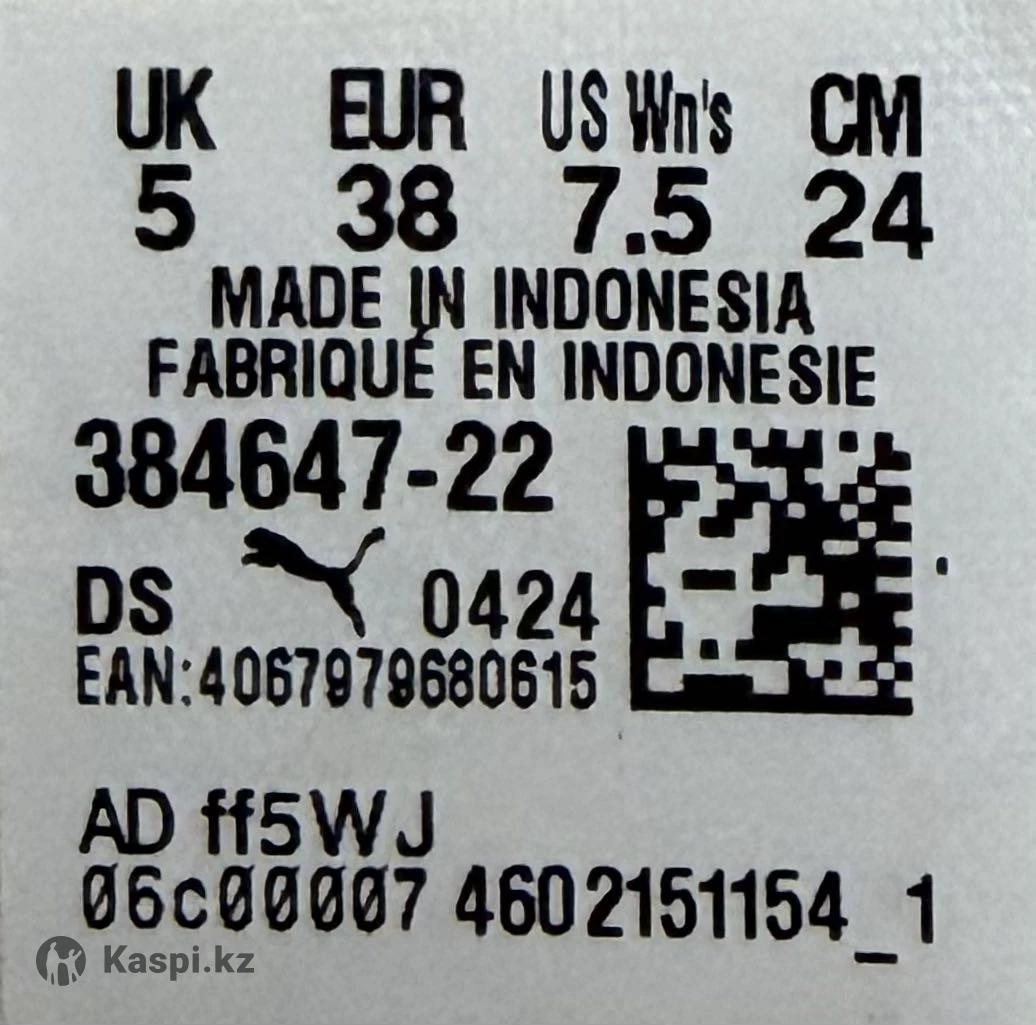 UK EUR US Wn's CM
5 38 7.5 24
MADE IN INDONESIA
FABRIQUÉ EN INDONESIE
384647-22
DS 0424
EAN:4067979680615
AD ff5WJ
06c00007 4602151154_1
Kaspi.kz